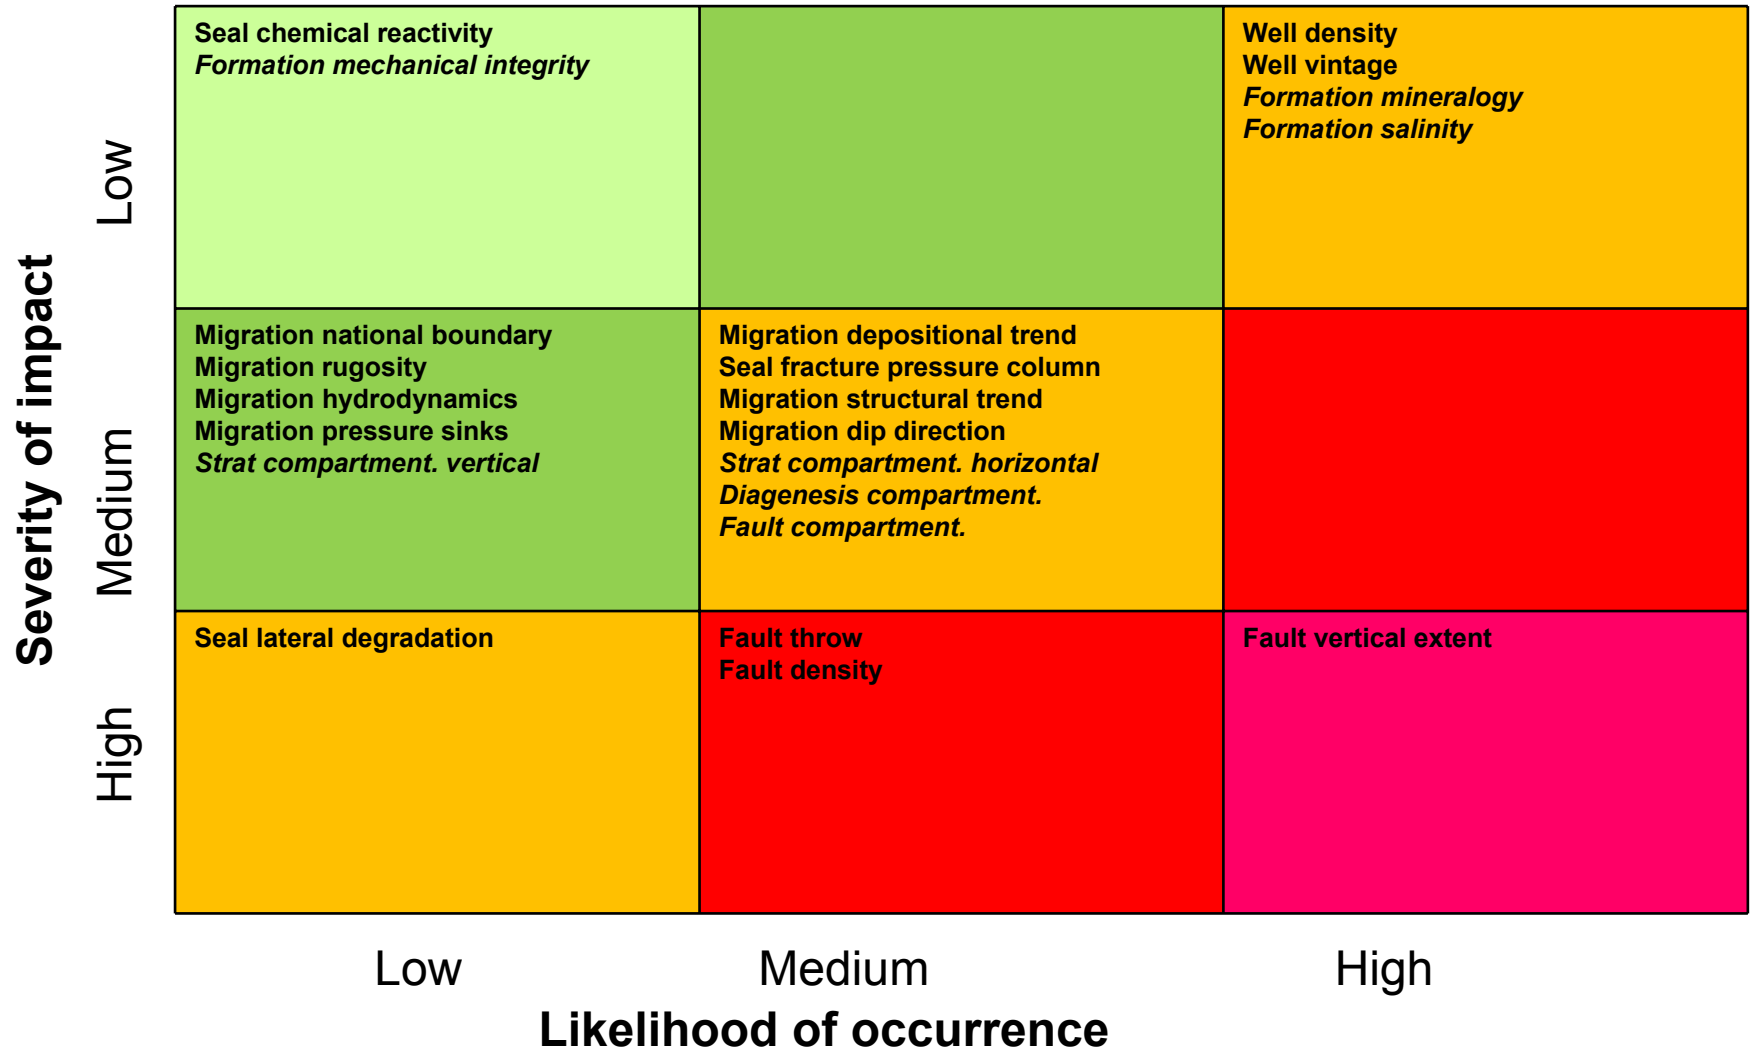 Severity of impact
Low
Medium
High
Seal chemical reactivity
Formation mechanical integrity
Well density
Well vintage
Formation mineralogy
Formation salinity
Migration national boundary
Migration rugosity
Migration hydrodynamics
Migration pressure sinks
Strat compartment. vertical
Migration depositional trend
Seal fracture pressure column
Migration structural trend
Migration dip direction
Strat compartment. horizontal
Diagenesis compartment.
Fault compartment.
Seal lateral degradation
Fault throw
Fault density
Fault vertical extent
Low
Medium
High
Likelihood of occurrence